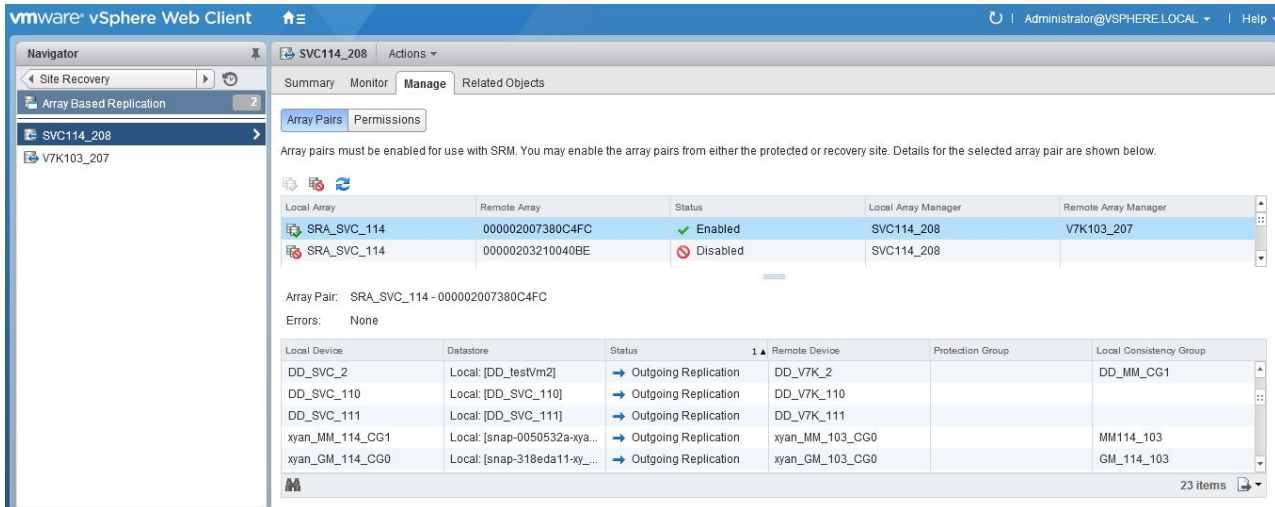 vmware® vSphere Web Client
Administrator@VSPHERE.LOCAL
Help
Navigator
SVC114_208 Actions
Site Recovery
Summary Monitor Manage Related Objects
Array Based Replication 2
Array Pairs Permissions
SVC114_208
V7K103_207
Array pairs must be enabled for use with SRM. You may enable the array pairs from either the protected or recovery site. Details for the selected array pair are shown below.
Local Array Remote Array Status Local Array Manager Remote Array Manager
SRA_SVC_114 000002007380C4FC Enabled SVC114_208 V7K103_207
SRA_SVC_114 00000203210040BE Disabled SVC114_208
Array Pair: SRA_SVC_114 - 000002007380C4FC
Errors: None
Local Device Datastore Status 1 Remote Device Protection Group Local Consistency Group
DD_SVC_2 Local: [DD_testVm2] Outgoing Replication DD_V7K_2 DD_MM_CG1
DD_SVC_110 Local: [DD_SVC_110] Outgoing Replication DD_V7K_110
DD_SVC_111 Local: [DD_SVC_111] Outgoing Replication DD_V7K_111
xyan_MM_114_CG1 Local: [snap-0050532a-xya... Outgoing Replication xyan_MM_103_CG0 MM114_103
xyan_GM_114_CG0 Local: [snap-318eda11-xy_... Outgoing Replication xyan_GM_103_CG0 GM_114_103
23 items